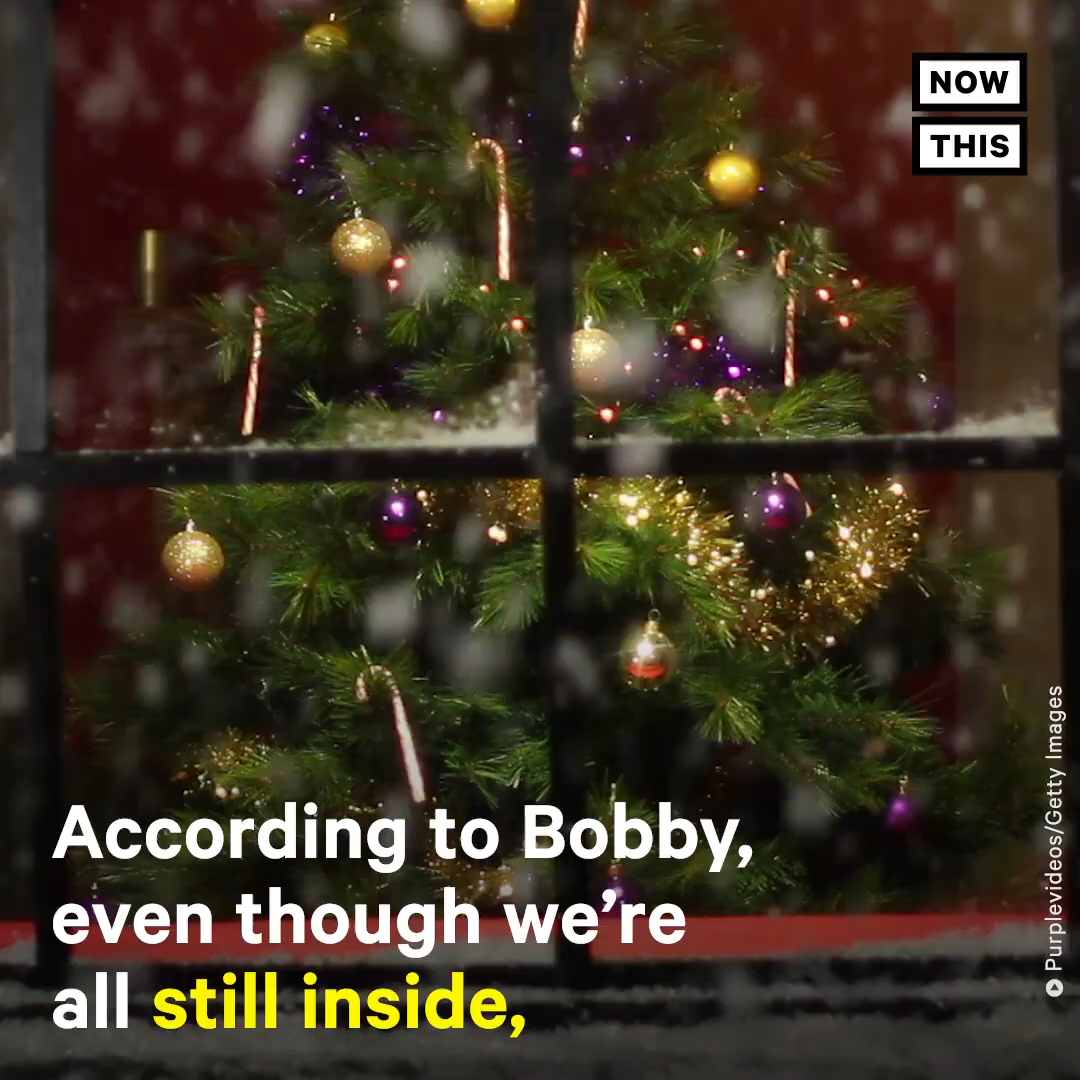 NOW
THIS
According to Bobby,
even though we’re
all still inside,
Purplevideos/Getty Images